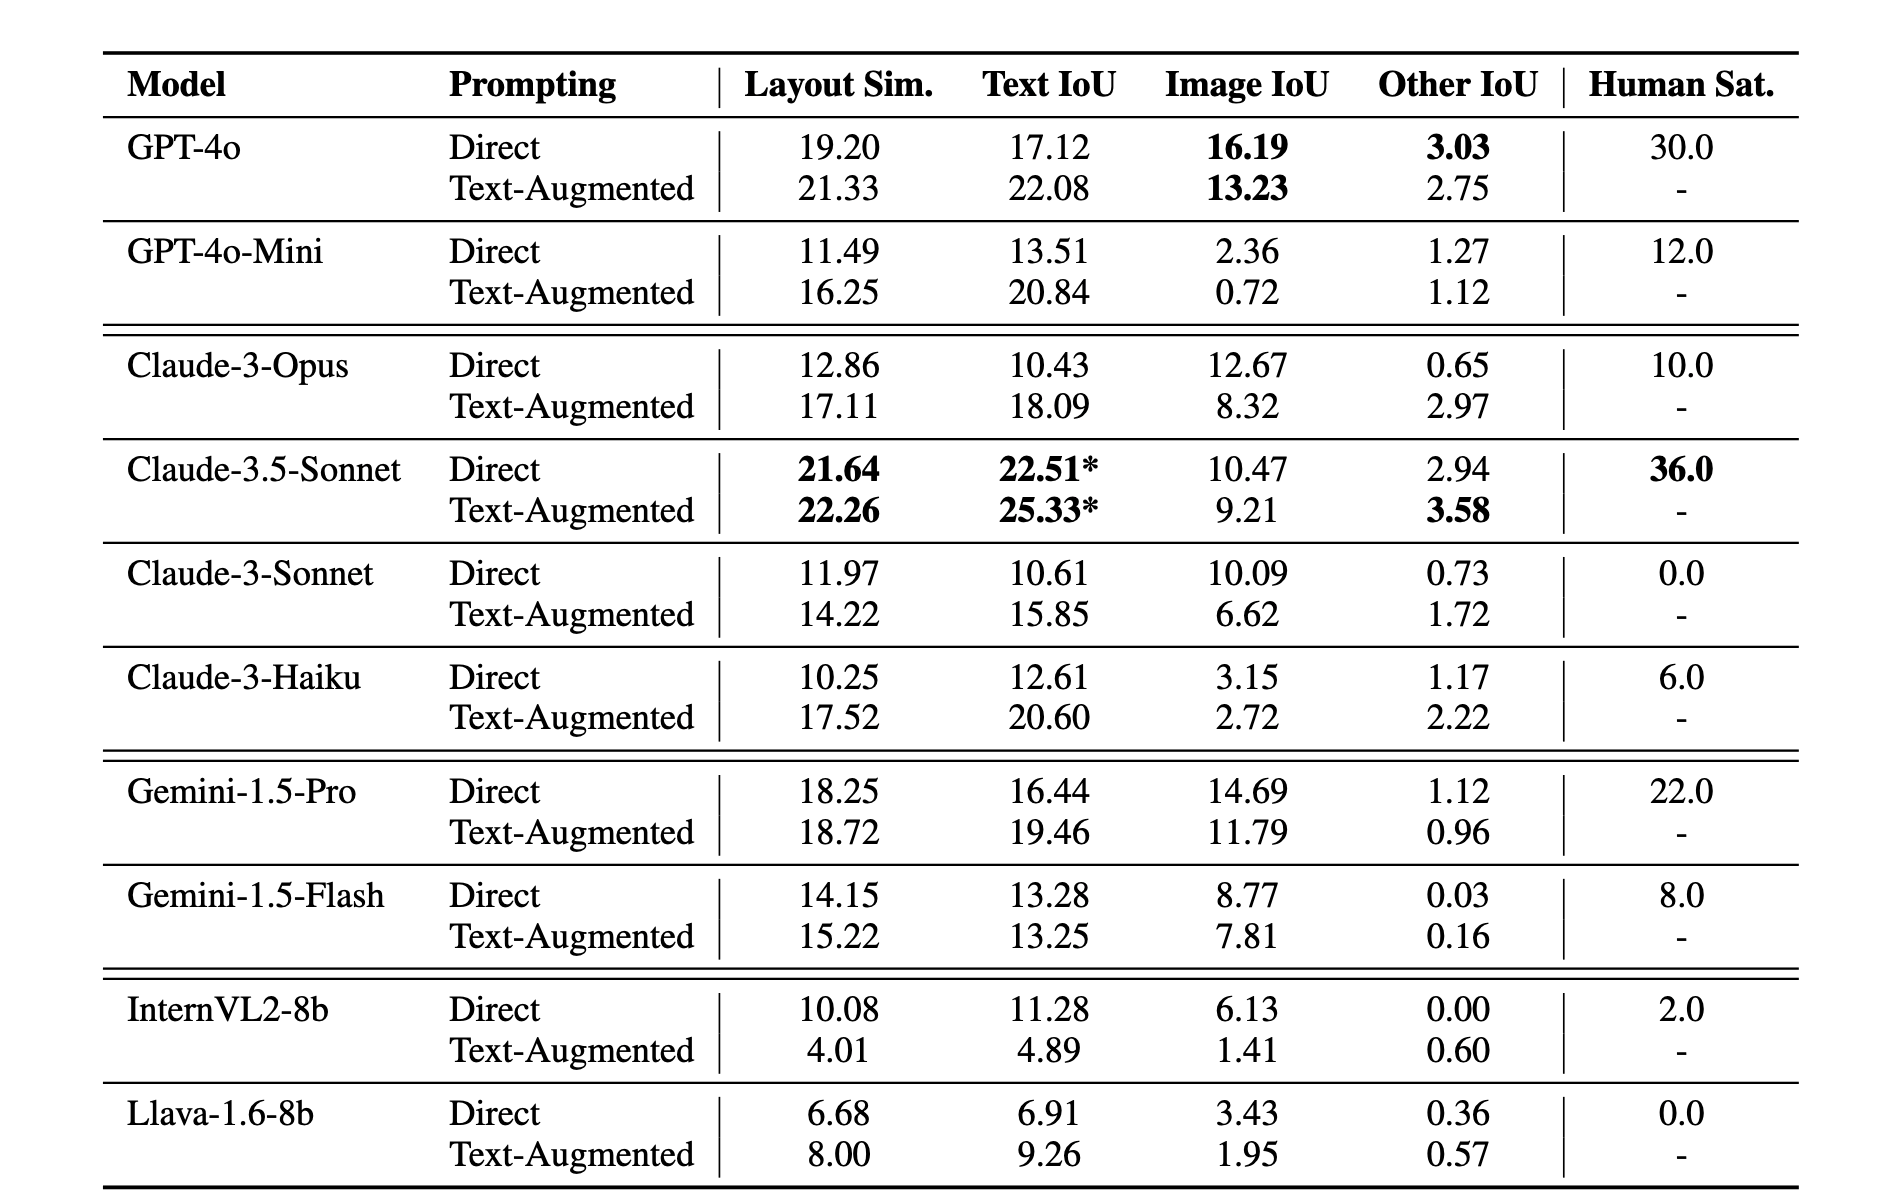 Model Prompting Layout Sim. Text IoU Image IoU Other IoU Human Sat.
GPT-4o Direct 19.20 17.12 16.19 3.03 30.0
Text-Augmented 21.33 22.08 13.23 2.75 -
GPT-4o-Mini Direct 11.49 13.51 2.36 1.27 12.0
Text-Augmented 16.25 20.84 0.72 1.12 -
Claude-3-Opus Direct 12.86 10.43 12.67 0.65 10.0
Text-Augmented 17.11 18.09 8.32 2.97 -
Claude-3.5-Sonnet Direct 21.64 22.51* 10.47 2.94 36.0
Text-Augmented 22.26 25.33* 9.21 3.58 -
Claude-3-Sonnet Direct 11.97 10.61 10.09 0.73 0.0
Text-Augmented 14.22 15.85 6.62 1.72 -
Claude-3-Haiku Direct 10.25 12.61 3.15 1.17 6.0
Text-Augmented 17.52 20.60 2.72 2.22 -
Gemini-1.5-Pro Direct 18.25 16.44 14.69 1.12 22.0
Text-Augmented 18.72 19.46 11.79 0.96 -
Gemini-1.5-Flash Direct 14.15 13.28 8.77 0.03 8.0
Text-Augmented 15.22 13.25 7.81 0.16 -
InternVL2-8b Direct 10.08 11.28 6.13 0.00 2.0
Text-Augmented 4.01 4.89 1.41 0.60 -
Llava-1.6-8b Direct 6.68 6.91 3.43 0.36 0.0
Text-Augmented 8.00 9.26 1.95 0.57 -